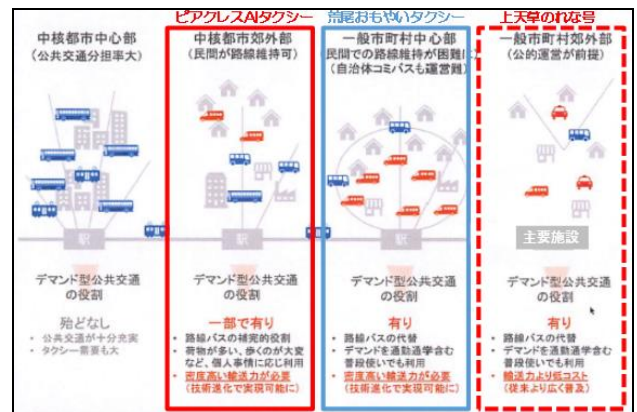 ピアクレスAIタクシー
荒尾おもやいタクシー
上天草のれな号
中核都市中心部
(公共交通分担率大)
中核都市郊外部
(民間が路線維持可)
一般市町村中心部
民間での路線維持が困難に
(自治体コミバスも運営難)
一般市町村郊外部
(公的運営が前提)
駅
駅
駅
主要施設
デマンド型公共交通
の役割
殆どなし
・ 公共交通が十分充実
・ タクシー需要も大
デマンド型公共交通
の役割
一部で有り
・ 路線バスの補完的役割
・ 荷物が多い、歩くのが大変
など、個人事情に応じ利用
・ 密度高い輸送力が必要
(技術進化で実現可能に)
デマンド型公共交通
の役割
有り
・ 路線バスの代替
・ デマンドを通勤通学含む
普段使いでも利用
・ 密度高い輸送力が必要
(技術進化で実現可能に)
デマンド型公共交通
の役割
有り
・ 路線バスの代替
・ デマンドを通勤通学含む
普段使いでも利用
・ 輸送力より低コスト
(従来より広く普及)